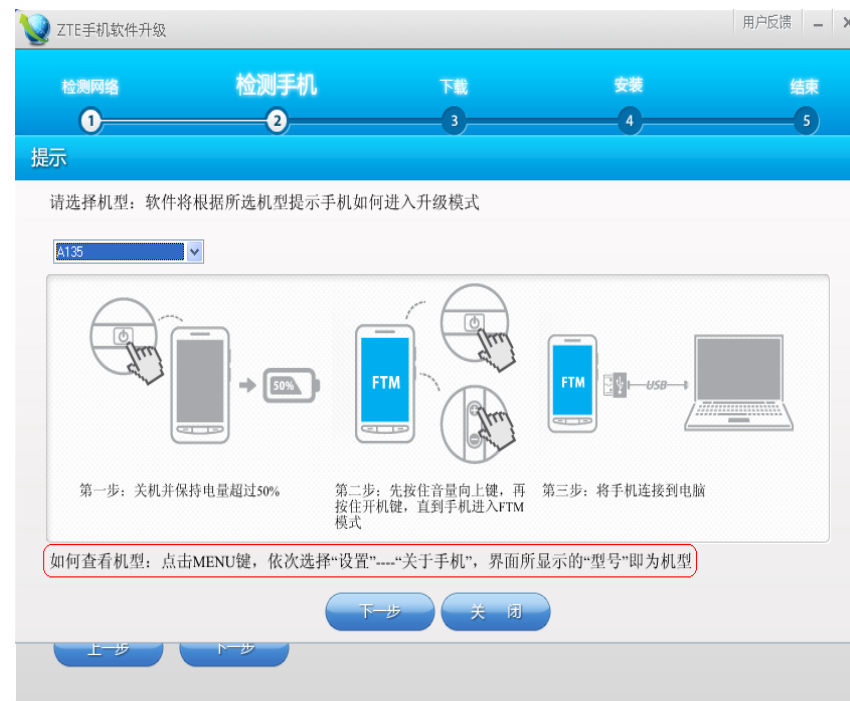 ZTE手机软件升级
用户反馈
检测网络
检测手机
下载
安装
结束
1
2
3
4
5
提示
请选择机型：软件将根据所选机型提示手机如何进入升级模式
A135
50%
FTM
FTM
USB
第一步：关机并保持电量超过50%
第二步：先按住音量向上键，再
按住开机键，直到手机进入FTM
模式
第三步：将手机连接到电脑
如何查看机型：点击MENU键，依次选择“设置”----“关于手机”，界面所显示的“型号”即为机型
下一步
关 闭
上一步
下一步